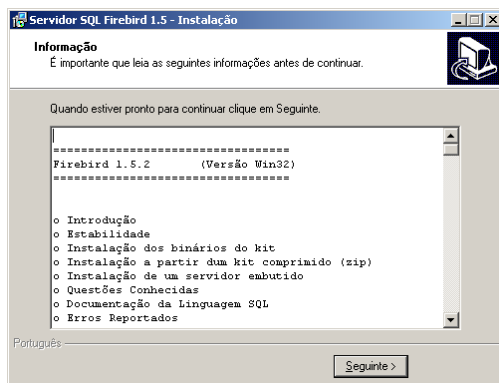 Servidor SQL Firebird 1.5 - Instalação
Informação
É importante que leia as seguintes informações antes de continuar.
Quando estiver pronto para continuar clique em Seguinte.
==================================
Firebird 1.5.2 (Versão Win32)
==================================
o Introdução
o Estabilidade
o Instalação dos binários do kit
o Instalação a partir dum kit comprimido (zip)
o Instalação de um servidor embutido
o Questões Conhecidas
o Documentação da Linguagem SQL
o Erros Reportados
Português
Seguinte >